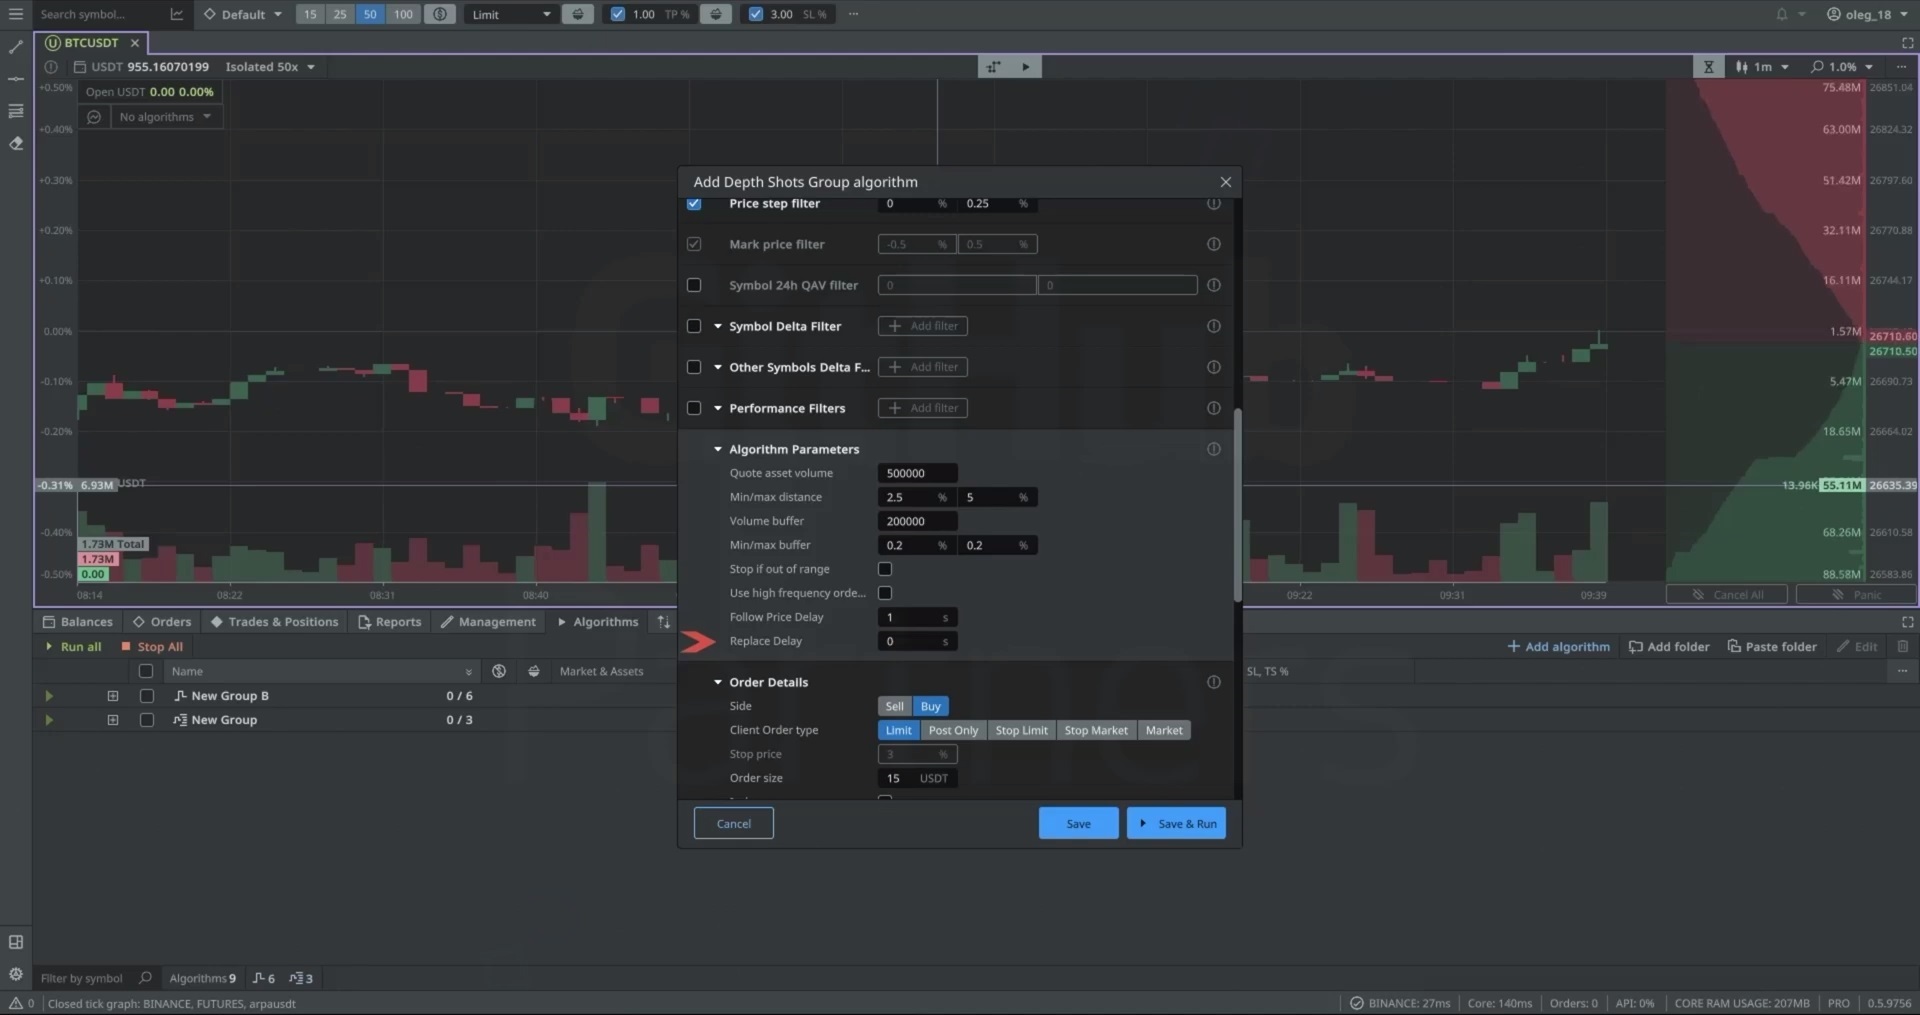 Search symbol...
Default
15 25 50 100
Limit
1.00 TP %
3.00 SL %
oleg_18
BTCUSDT
USDT 955.16070199 Isolated 50x
1m
1.0%
Open USDT 0.00 0.00%
No algorithms
+0.50%
+0.40%
+0.30%
+0.20%
+0.10%
0.00%
-0.10%
-0.20%
-0.31% 6.93M USDT
-0.40%
-0.50%
1.73M Total
1.73M
0.00
08:14 08:22 08:31 08:40 09:22 09:31 09:39
75.48M 26851.04
63.00M 26824.32
51.42M 26797.60
32.11M 26770.88
16.11M 26744.17
1.57M
26710.60
26710.50
5.47M 26690.73
18.65M 26664.02
13.96K 55.11M 26635.39
68.26M 26610.58
88.58M 26583.86
Cancel All Panic
Add Depth Shots Group algorithm
Price step filter 0 % 0.25 %
Mark price filter -0.5 % 0.5 %
Symbol 24h QAV filter 0 0
Symbol Delta Filter Add filter
Other Symbols Delta F... Add filter
Performance Filters Add filter
Algorithm Parameters
Quote asset volume 500000
Min/max distance 2.5 % 5 %
Volume buffer 200000
Min/max buffer 0.2 % 0.2 %
Stop if out of range
Use high frequency orde...
Follow Price Delay 1 s
Replace Delay 0 s
Order Details
Side Sell Buy
Client Order type Limit Post Only Stop Limit Stop Market Market
Stop price 3 %
Order size 15 USDT
Cancel Save Save & Run
Balances Orders Trades & Positions Reports Management Algorithms
Run all Stop All
Add algorithm Add folder Paste folder Edit
Name Market & Assets SL, TS %
New Group B 0 / 6
New Group 0 / 3
Filter by symbol Algorithms 9 6 3
0 Closed tick graph: BINANCE, FUTURES, arpausdt
BINANCE: 27ms Core: 140ms Orders: 0 API: 0% CORE RAM USAGE: 207MB PRO 0.5.9756